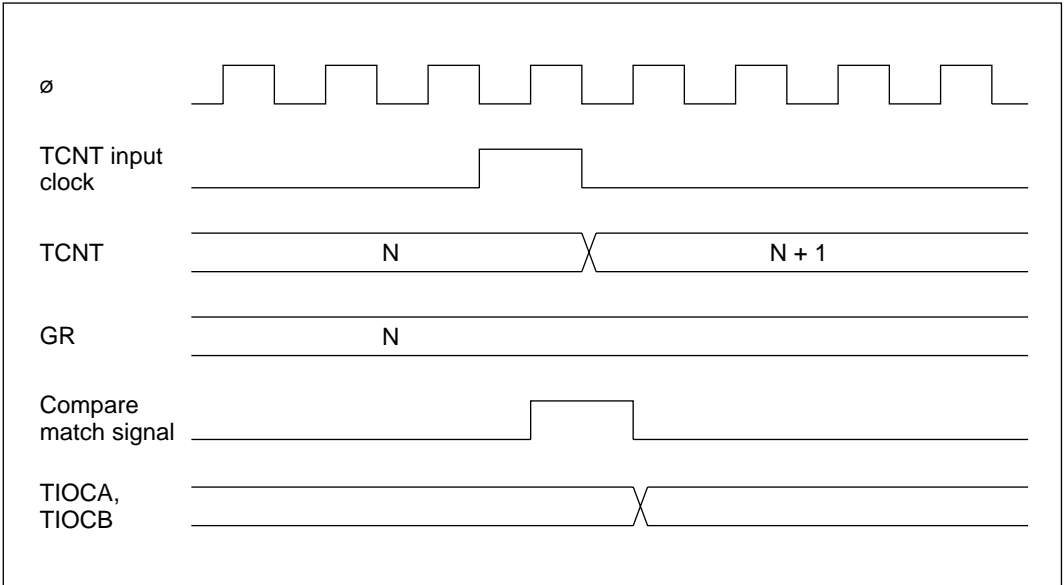 ø
TCNT input
clock
TCNT
N
N + 1
GR
N
Compare
match signal
TIOCA,
TIOCB